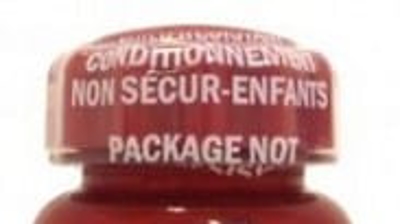 CONDITIONNEMENT
NON SÉCUR-ENFANTS
PACKAGE NOT